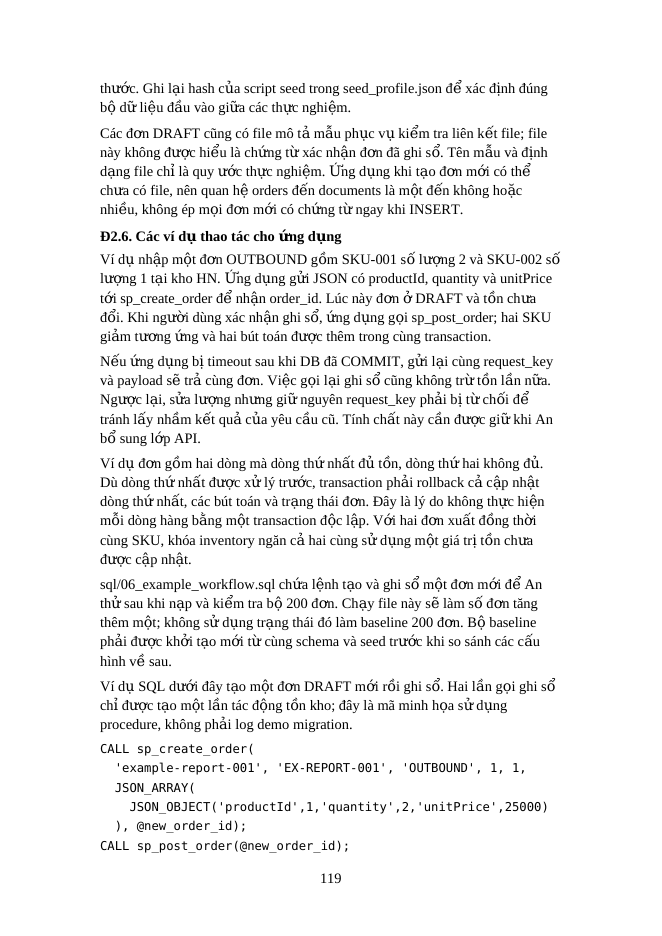 thước. Ghi lại hash của script seed trong seed_profile.json để xác định đúng
bộ dữ liệu đầu vào giữa các thực nghiệm.
Các đơn DRAFT cũng có file mô tả mẫu phục vụ kiểm tra liên kết file; file
này không được hiểu là chứng từ xác nhận đơn đã ghi sổ. Tên mẫu và định
dạng file chỉ là quy ước thực nghiệm. Ứng dụng khi tạo đơn mới có thể
chưa có file, nên quan hệ orders đến documents là một đến không hoặc
nhiều, không ép mọi đơn mới có chứng từ ngay khi INSERT.
Đ2.6. Các ví dụ thao tác cho ứng dụng
Ví dụ nhập một đơn OUTBOUND gồm SKU-001 số lượng 2 và SKU-002 số
lượng 1 tại kho HN. Ứng dụng gửi JSON có productId, quantity và unitPrice
tới sp_create_order để nhận order_id. Lúc này đơn ở DRAFT và tồn chưa
đổi. Khi người dùng xác nhận ghi sổ, ứng dụng gọi sp_post_order; hai SKU
giảm tương ứng và hai bút toán được thêm trong cùng transaction.
Nếu ứng dụng bị timeout sau khi DB đã COMMIT, gửi lại cùng request_key
và payload sẽ trả cùng đơn. Việc gọi lại ghi sổ cũng không trừ tồn lần nữa.
Ngược lại, sửa lượng nhưng giữ nguyên request_key phải bị từ chối để
tránh lấy nhầm kết quả của yêu cầu cũ. Tính chất này cần được giữ khi An
bổ sung lớp API.
Ví dụ đơn gồm hai dòng mà dòng thứ nhất đủ tồn, dòng thứ hai không đủ.
Dù dòng thứ nhất được xử lý trước, transaction phải rollback cả cập nhật
dòng thứ nhất, các bút toán và trạng thái đơn. Đây là lý do không thực hiện
mỗi dòng hàng bằng một transaction độc lập. Với hai đơn xuất đồng thời
cùng SKU, khóa inventory ngăn cả hai cùng sử dụng một giá trị tồn chưa
được cập nhật.
sql/06_example_workflow.sql chứa lệnh tạo và ghi sổ một đơn mới để An
thử sau khi nạp và kiểm tra bộ 200 đơn. Chạy file này sẽ làm số đơn tăng
thêm một; không sử dụng trạng thái đó làm baseline 200 đơn. Bộ baseline
phải được khởi tạo mới từ cùng schema và seed trước khi so sánh các cấu
hình về sau.
Ví dụ SQL dưới đây tạo một đơn DRAFT mới rồi ghi sổ. Hai lần gọi ghi sổ
chỉ được tạo một lần tác động tồn kho; đây là mã minh họa sử dụng
procedure, không phải log demo migration.
CALL sp_create_order(
  'example-report-001', 'EX-REPORT-001', 'OUTBOUND', 1, 1,
  JSON_ARRAY(
    JSON_OBJECT('productId',1,'quantity',2,'unitPrice',25000)
  ), @new_order_id);
CALL sp_post_order(@new_order_id);
119